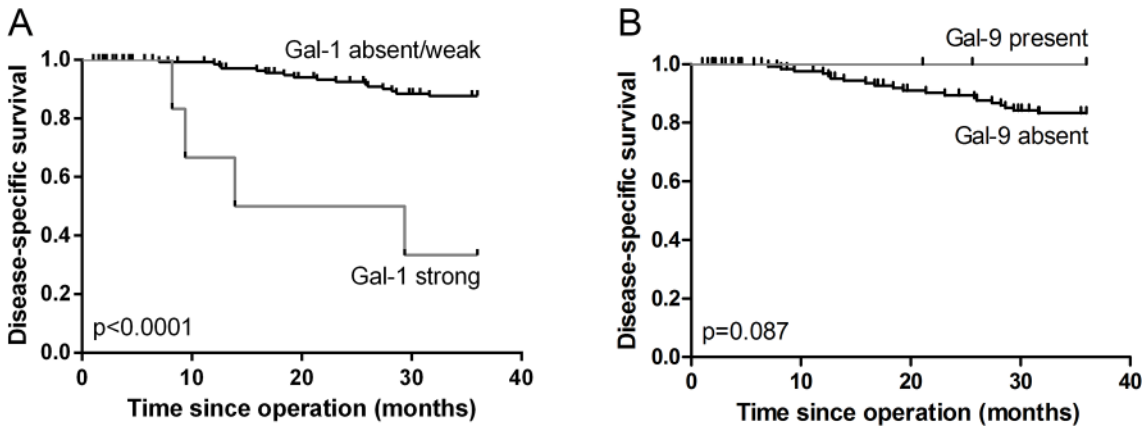 A
Disease-specific survival
1.0
0.8
0.6
0.4
0.2
0.0
Gal-1 absent/weak
Gal-1 strong
p<0.0001
0 10 20 30 40
Time since operation (months)
B
Disease-specific survival
1.0
0.8
0.6
0.4
0.2
0.0
Gal-9 present
Gal-9 absent
p=0.087
0 10 20 30 40
Time since operation (months)